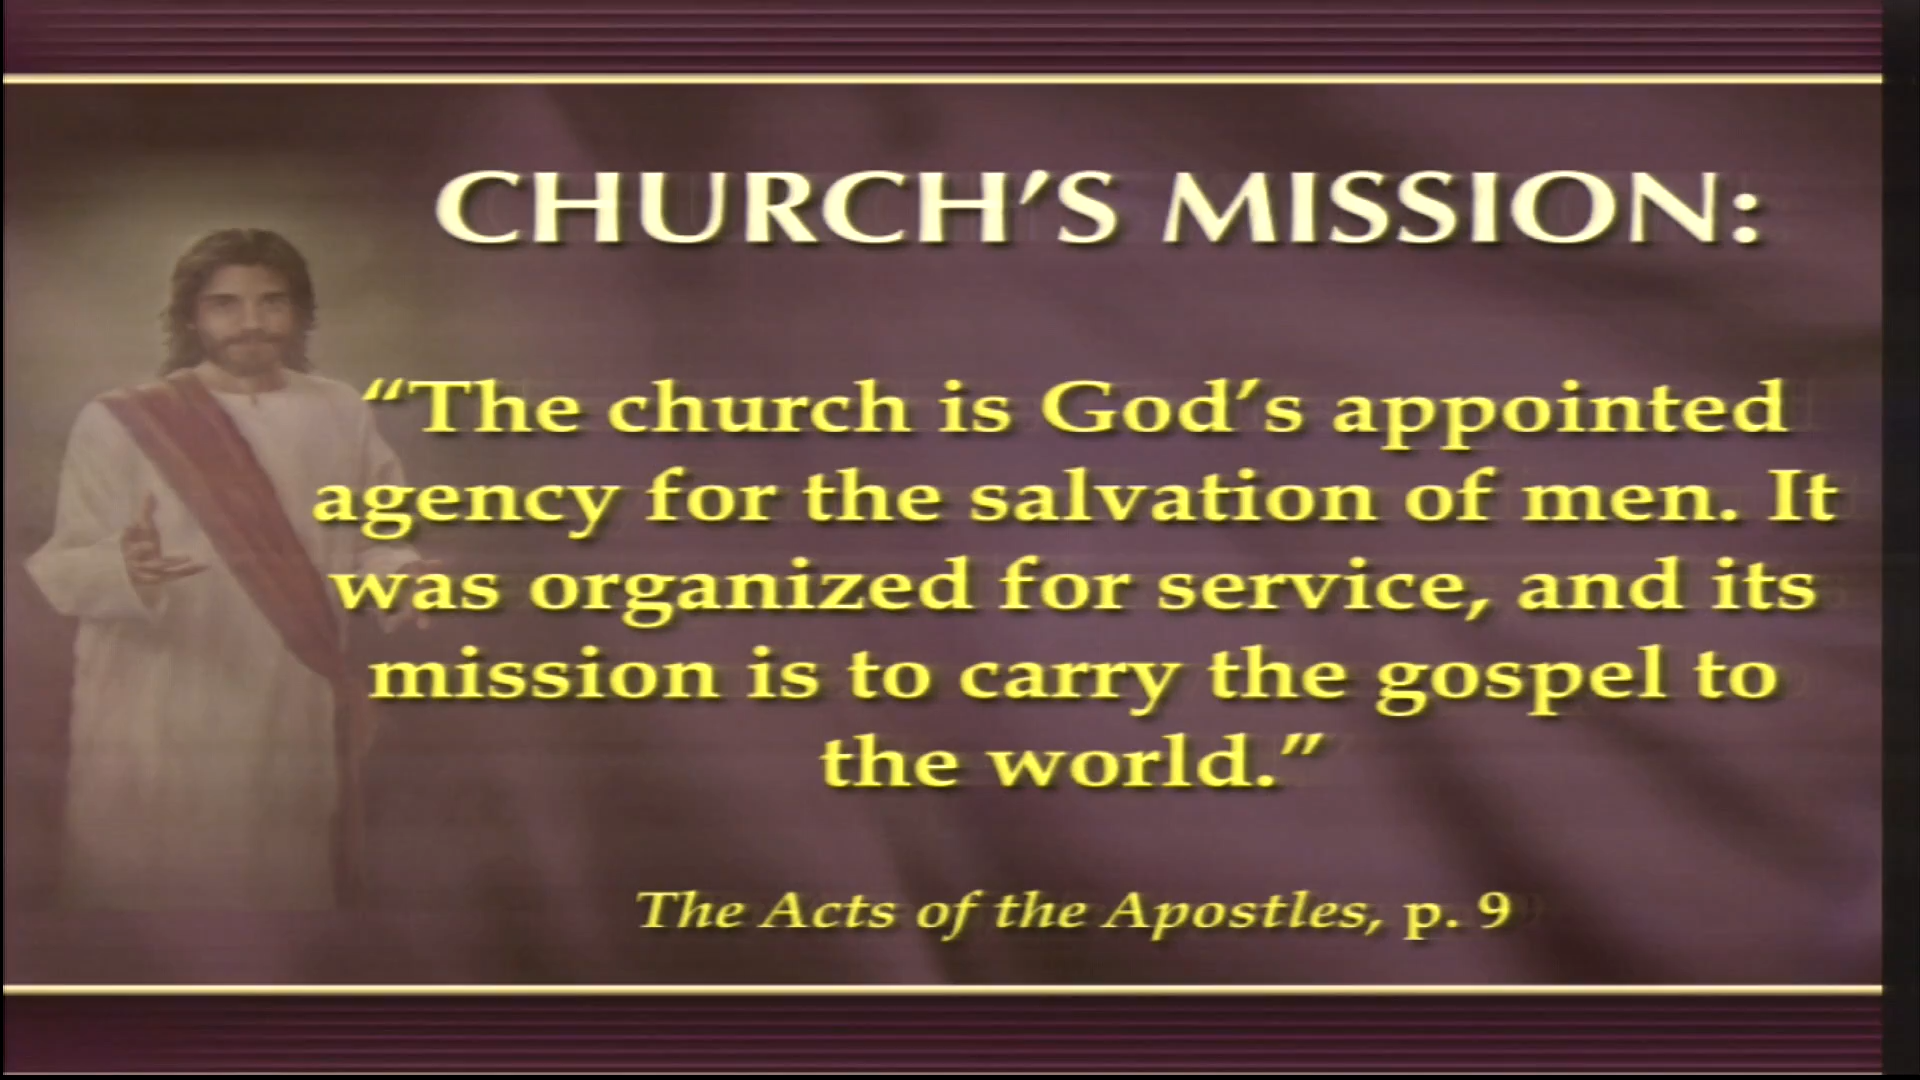 CHURCH’S MISSION:
“The church is God’s appointed
agency for the salvation of men. It
was organized for service, and its
mission is to carry the gospel to
the world.”
The Acts of the Apostles, p. 9